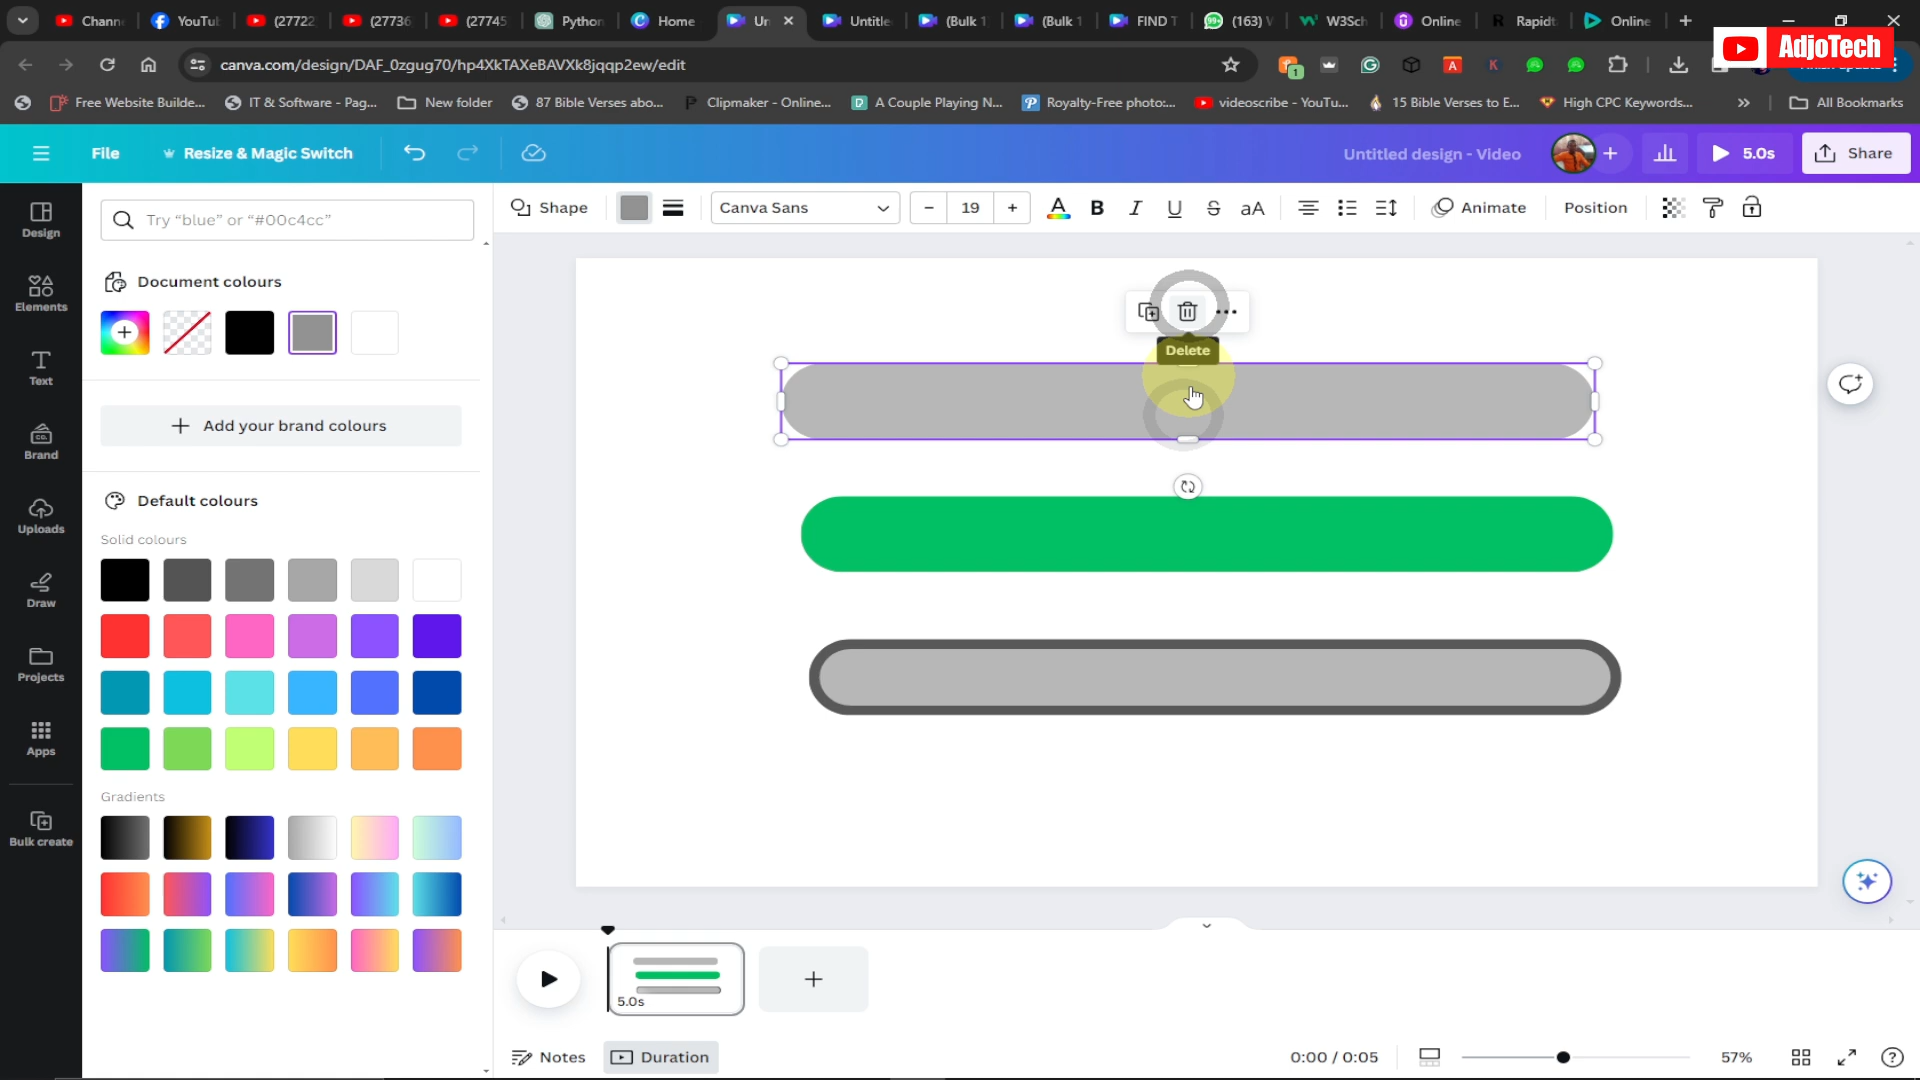 Chann
YouTub
(27722
(27736
(27745
Python
Home
Un
Untitle
(Bulk 1
(Bulk 1
FIND T
99+
(163) W
W3Sch
Online
Rapidt
Online
AdjoTech
canva.com/design/DAF_0zgug70/hp4XkTAXeBAVXk8jqqp2ew/edit
Free Website Builde...
IT & Software - Pag...
New folder
87 Bible Verses abo...
Clipmaker - Online...
A Couple Playing N...
Royalty-Free photo:...
videoscribe - YouTu...
15 Bible Verses to E...
High CPC Keywords...
All Bookmarks
File
Resize & Magic Switch
Untitled design - Video
5.0s
Share
Design
Elements
Text
Brand
Uploads
Draw
Projects
Apps
Bulk create
Try “blue” or “#00c4cc”
Document colours
Add your brand colours
Default colours
Solid colours
Gradients
Shape
Canva Sans
19
Animate
Position
Delete
5.0s
Notes
Duration
0:00 / 0:05
57%